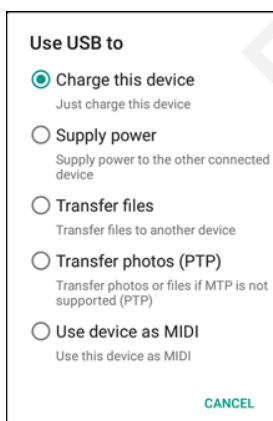 Use USB to
Charge this device
Just charge this device
Supply power
Supply power to the other connected
device
Transfer files
Transfer files to another device
Transfer photos (PTP)
Transfer photos or files if MTP is not
supported (PTP)
Use device as MIDI
Use this device as MIDI
CANCEL